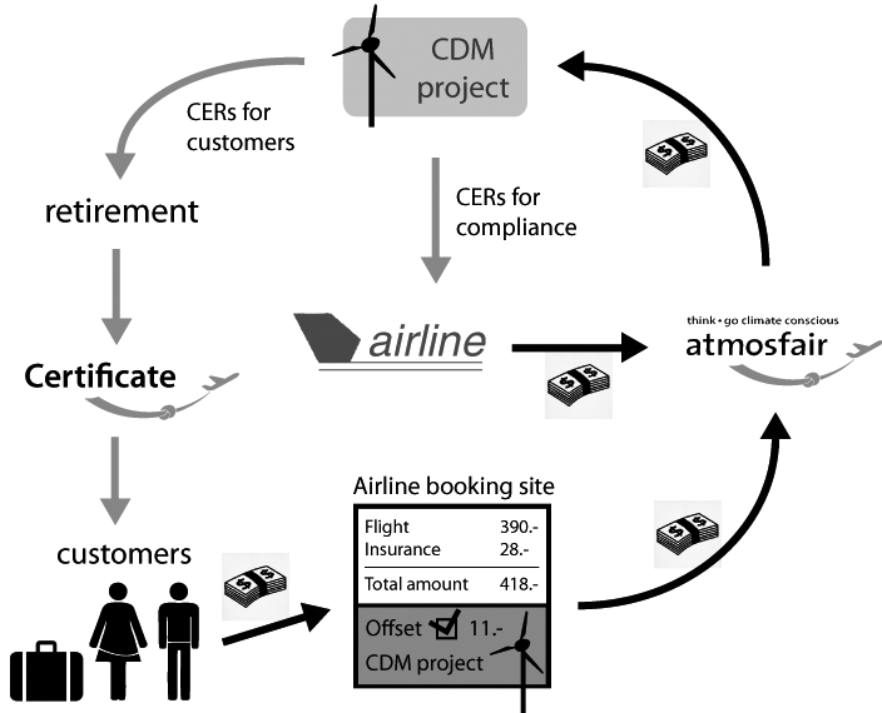 CDM
project
CERs for
customers
retirement
CERs for
compliance
airline
think • go climate conscious
atmosfair
Certificate
Airline booking site
Flight 390.-
Insurance 28.-
Total amount 418.-
Offset 11.-
CDM project
customers